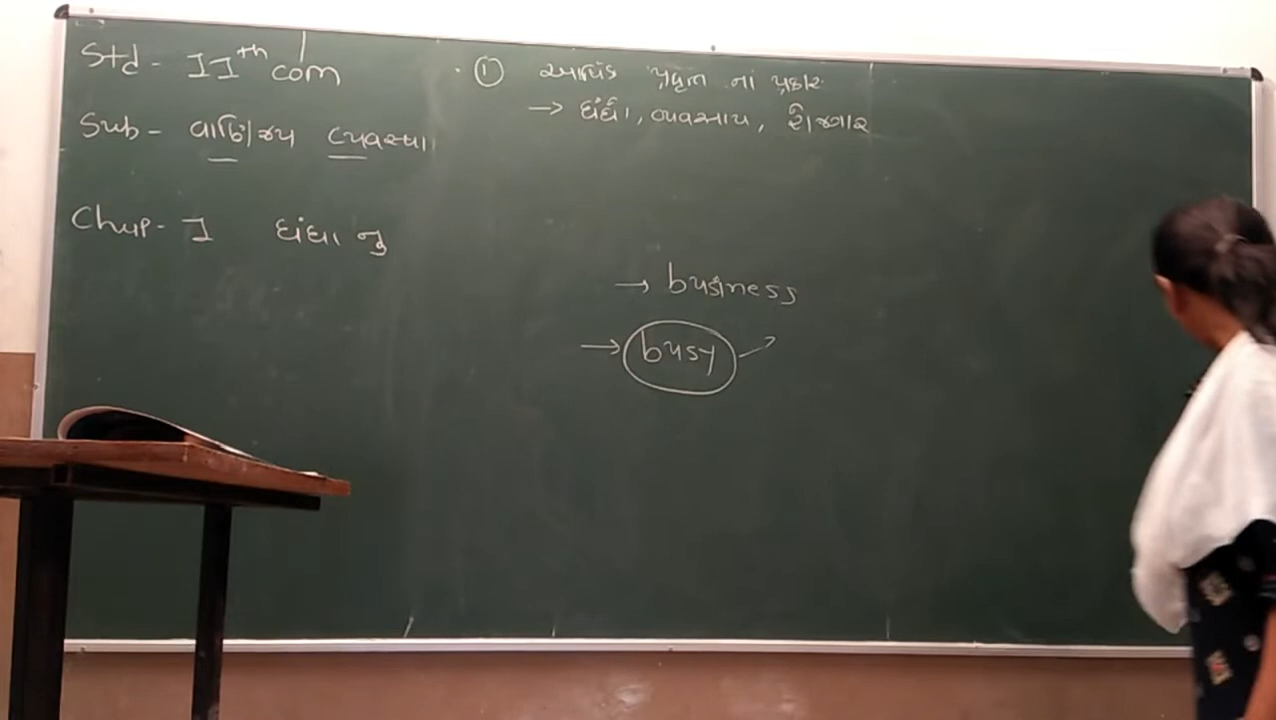 Std - 11th com
Sub - વાણિજ્ય વ્યવસ્થા
Chap - 1 ધંધા નુ
① આર્થિક પ્રવૃત્તિ નાં પ્રકાર
→ ધંધો, વ્યવસાય, રોજગાર
→ business
→ busy